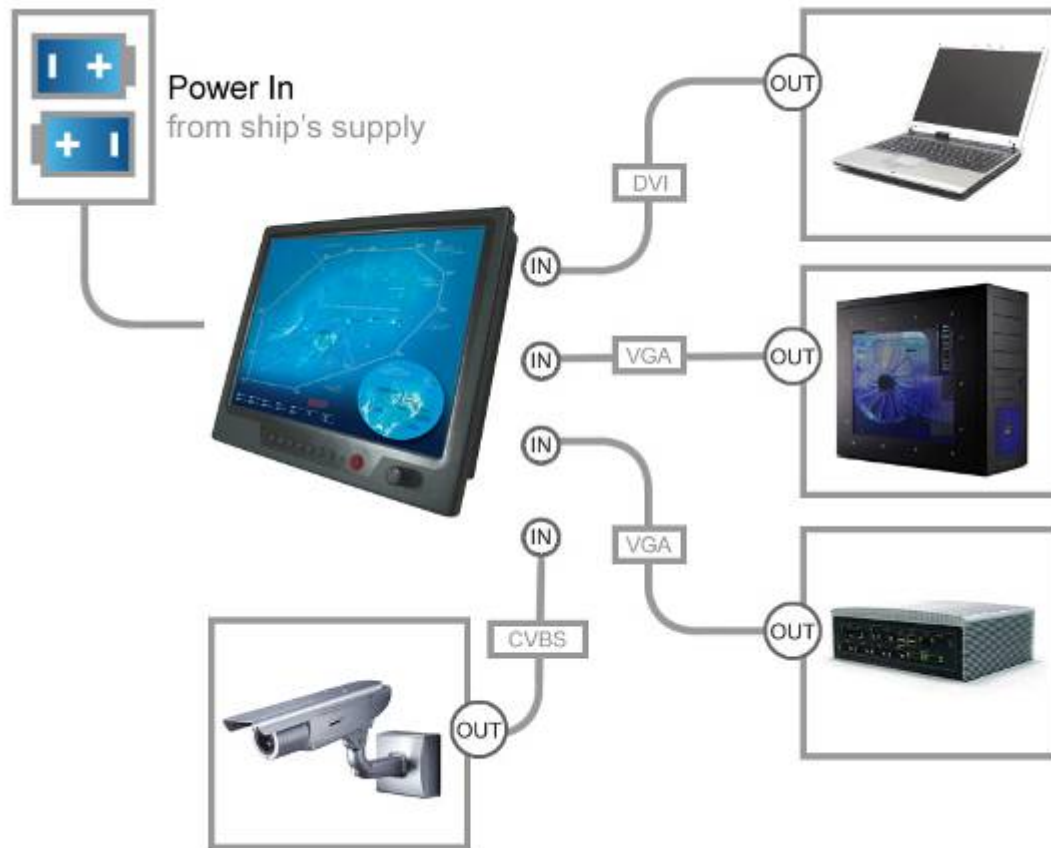 Power In
from ship's supply
OUT
DVI
IN
IN
VGA
OUT
IN
IN
VGA
CVBS
OUT
OUT